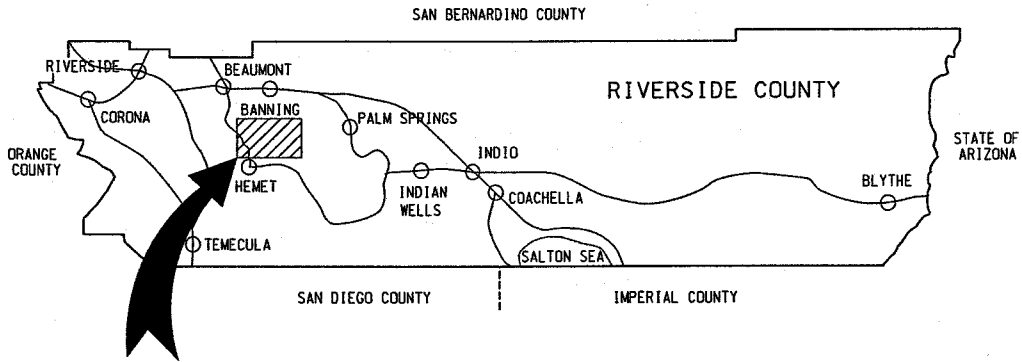 SAN BERNARDINO COUNTY
RIVERSIDE
BEAUMONT
RIVERSIDE COUNTY
CORONA
BANNING
PALM SPRINGS
ORANGE
COUNTY
STATE OF
ARIZONA
INDIO
HEMET
INDIAN
WELLS
COACHELLA
BLYTHE
TEMECULA
SALTON SEA
SAN DIEGO COUNTY
IMPERIAL COUNTY